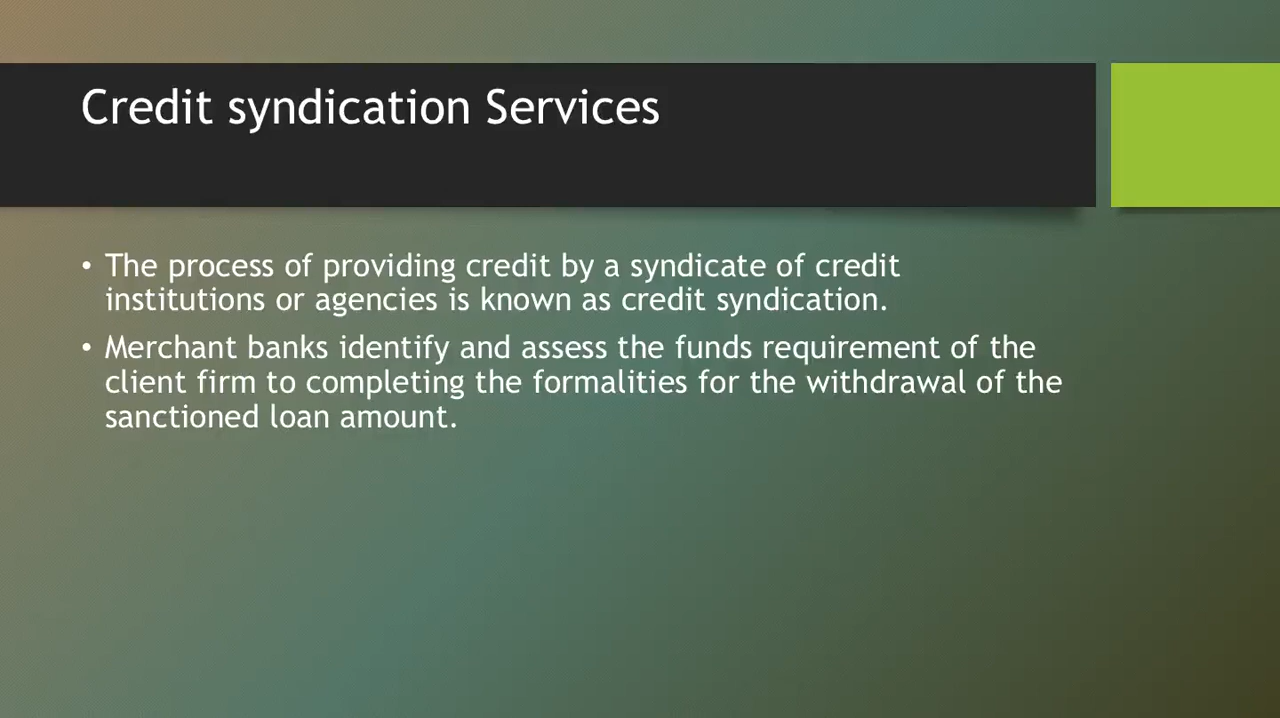 Credit syndication Services
• The process of providing credit by a syndicate of credit
institutions or agencies is known as credit syndication.
• Merchant banks identify and assess the funds requirement of the
client firm to completing the formalities for the withdrawal of the
sanctioned loan amount.